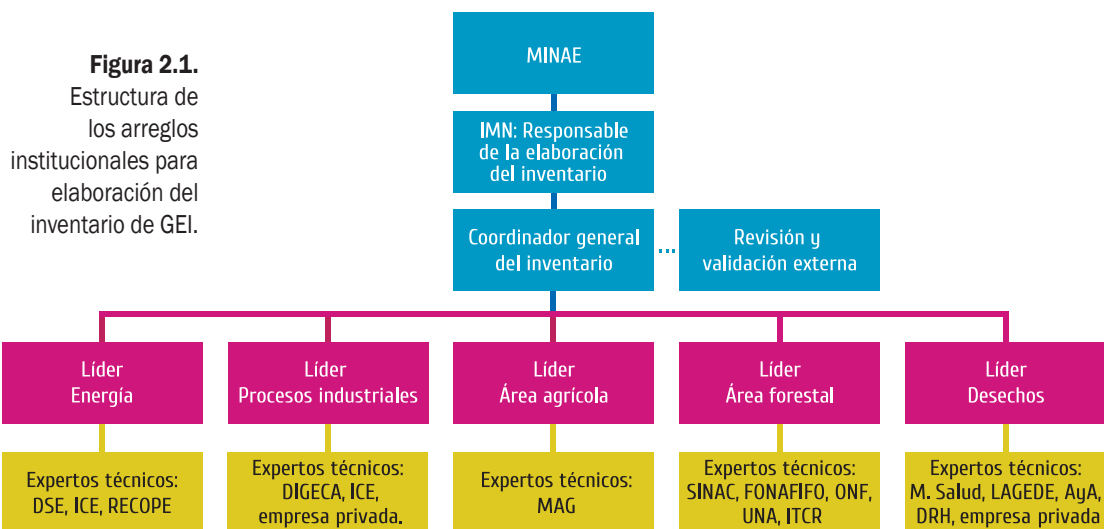 Figura 2.1.
Estructura de
los arreglos
institucionales para
elaboración del
inventario de GEI.
MINAE
IMN: Responsable
de la elaboración
del inventario
Coordinador general
del inventario
Revisión y
validación externa
Líder
Energía
Líder
Procesos industriales
Líder
Área agrícola
Líder
Área forestal
Líder
Desechos
Expertos técnicos:
DSE, ICE, RECOPE
Expertos técnicos:
DIGECA, ICE,
empresa privada.
Expertos técnicos:
MAG
Expertos técnicos:
SINAC, FONAFIFO, ONF,
UNA, ITCR
Expertos técnicos:
M. Salud, LAGEDE, AyA,
DRH, empresa privada